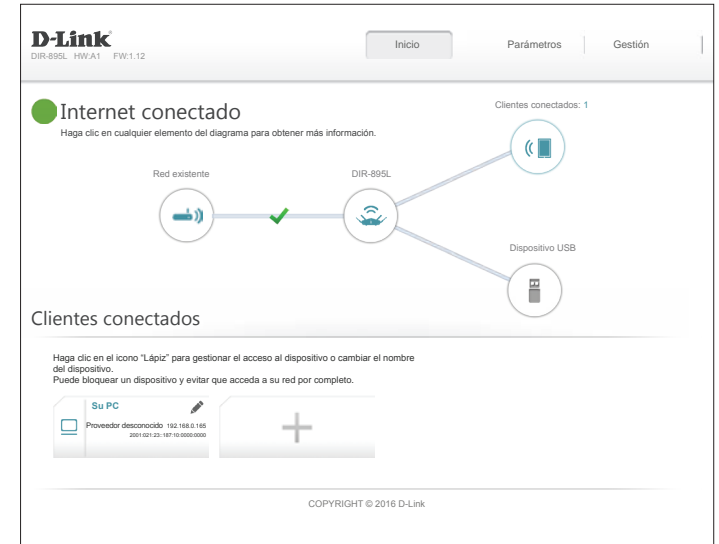 D-Link
DIR-895L HW:A1 FW:1.12
Inicio
Parámetros
Gestión
Internet conectado
Haga clic en cualquier elemento del diagrama para obtener más información.
Clientes conectados: 1
Red existente
DIR-895L
Dispositivo USB
Clientes conectados
Haga clic en el icono “Lápiz” para gestionar el acceso al dispositivo o cambiar el nombre
del dispositivo.
Puede bloquear un dispositivo y evitar que acceda a su red por completo.
Su PC
Proveedor desconocido 192.168.0.165
2001:021:23::187:10:0000:0000
COPYRIGHT © 2016 D-Link